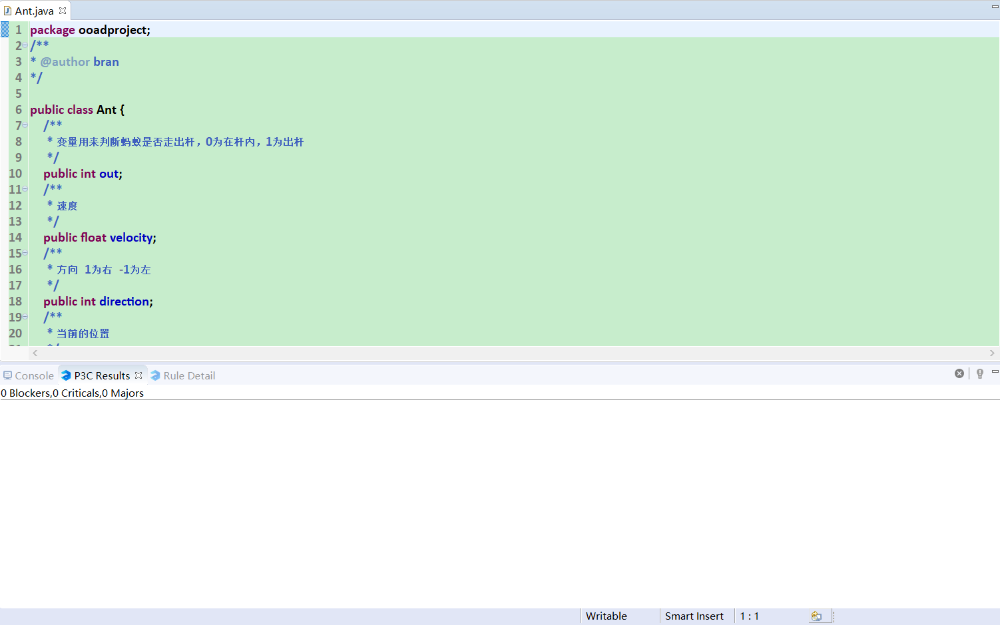 Ant.java
1 package ooadproject;
2 /**
3 * @author bran
4 */
5
6 public class Ant {
7 /**
8 * 变量用来判断蚂蚁是否走出杆，0为在杆内，1为出杆
9 */
10 public int out;
11 /**
12 * 速度
13 */
14 public float velocity;
15 /**
16 * 方向 1为右 -1为左
17 */
18 public int direction;
19 /**
20 * 当前的位置
Console P3C Results Rule Detail
0 Blockers,0 Criticals,0 Majors
Writable Smart Insert 1 : 1